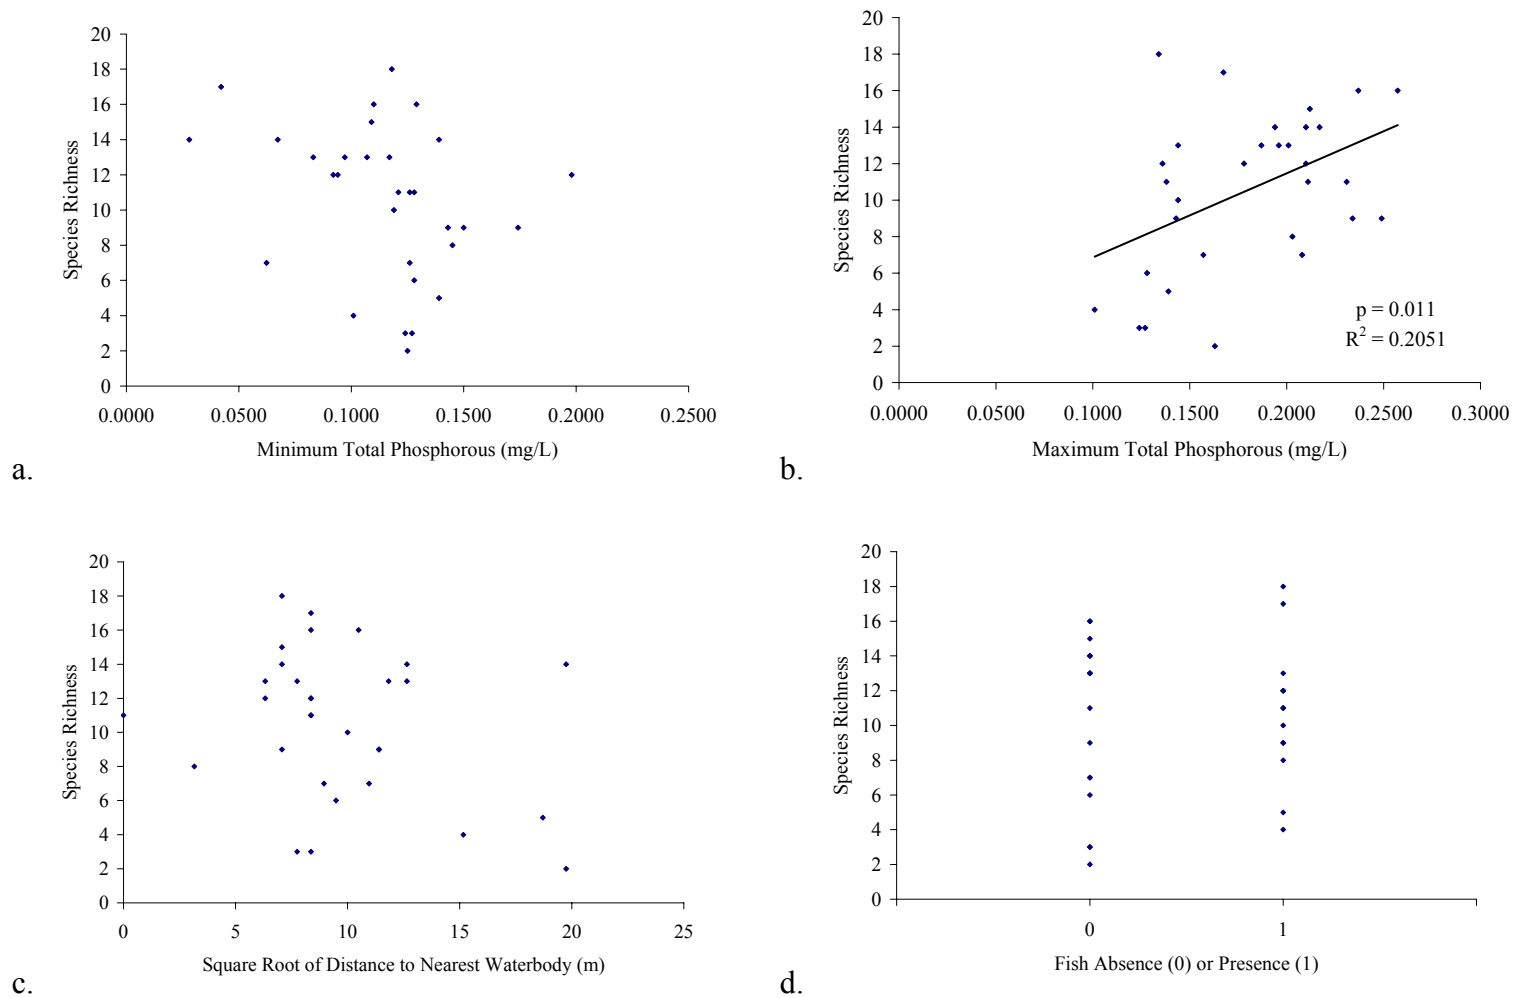 20
18
16
14
12
10
8
6
4
2
0
Species Richness
0.0000 0.0500 0.1000 0.1500 0.2000 0.2500
Minimum Total Phosphorous (mg/L)
a.
20
18
16
14
12
10
8
6
4
2
0
Species Richness
p = 0.011
R² = 0.2051
0.0000 0.0500 0.1000 0.1500 0.2000 0.2500 0.3000
Maximum Total Phosphorous (mg/L)
b.
20
18
16
14
12
10
8
6
4
2
0
Species Richness
0 5 10 15 20 25
Square Root of Distance to Nearest Waterbody (m)
c.
20
18
16
14
12
10
8
6
4
2
0
Species Richness
0 1
Fish Absence (0) or Presence (1)
d.